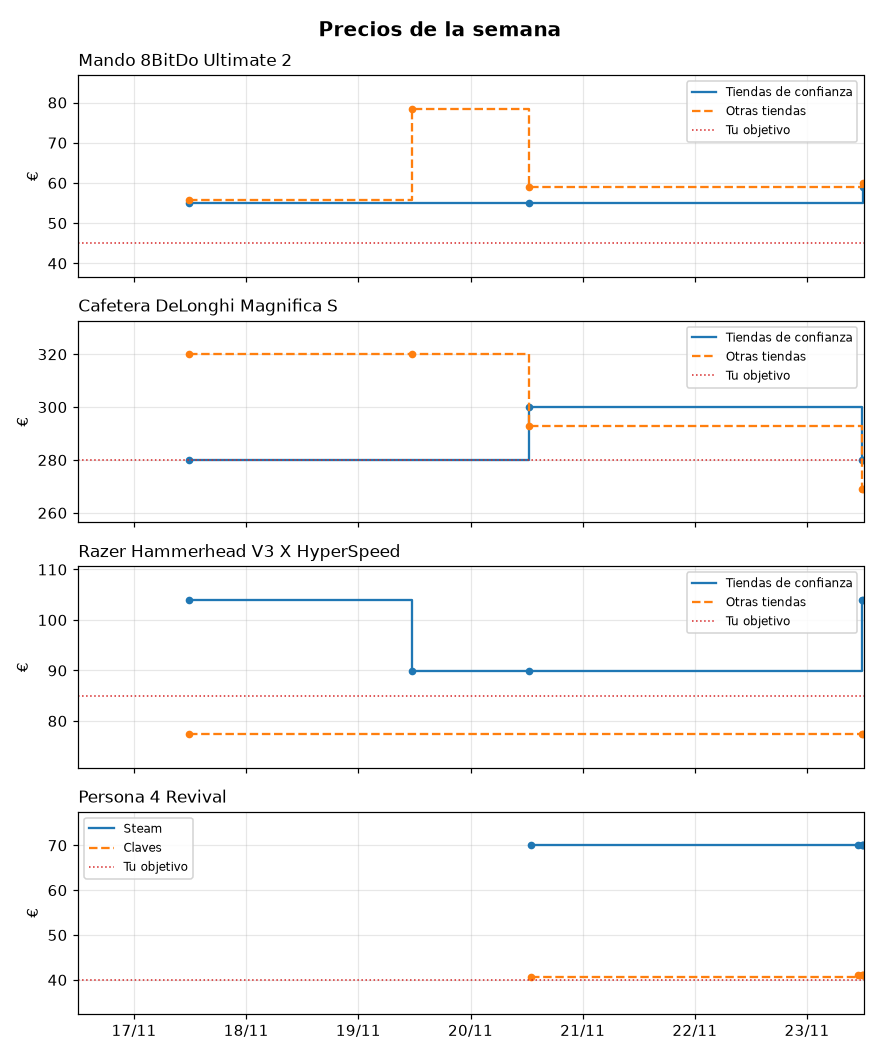 Precios de la semana
Mando 8BitDo Ultimate 2
80
70
60
50
40
€
Tiendas de confianza
Otras tiendas
Tu objetivo
Cafetera DeLonghi Magnifica S
320
300
280
260
€
Tiendas de confianza
Otras tiendas
Tu objetivo
Razer Hammerhead V3 X HyperSpeed
110
100
90
80
€
Tiendas de confianza
Otras tiendas
Tu objetivo
Persona 4 Revival
70
60
50
40
€
Steam
Claves
Tu objetivo
17/11 18/11 19/11 20/11 21/11 22/11 23/11